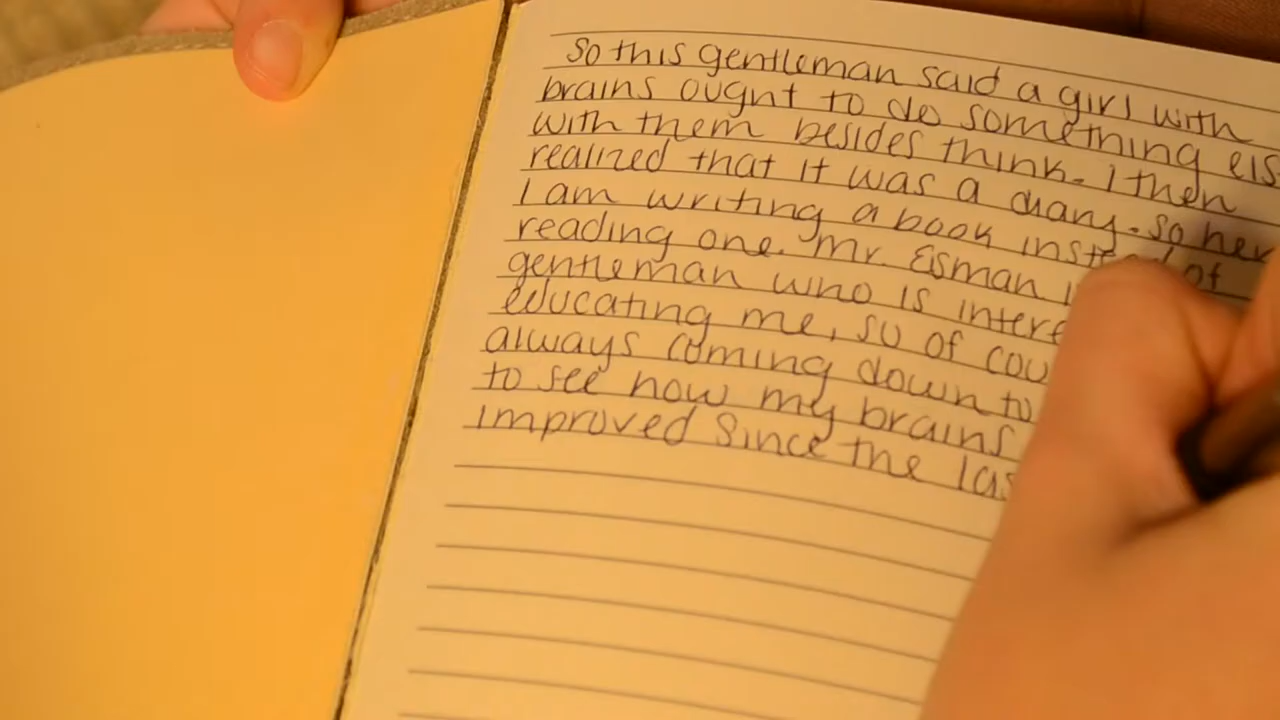 So this gentleman said a girl with
brains ought to do something
with them besides think. I then
realized that it was a diary. So
I am writing a book of
reading one. Mr. Eisman
gentleman who is
educating me, so of
always coming down to
to see how my brains
improved since the